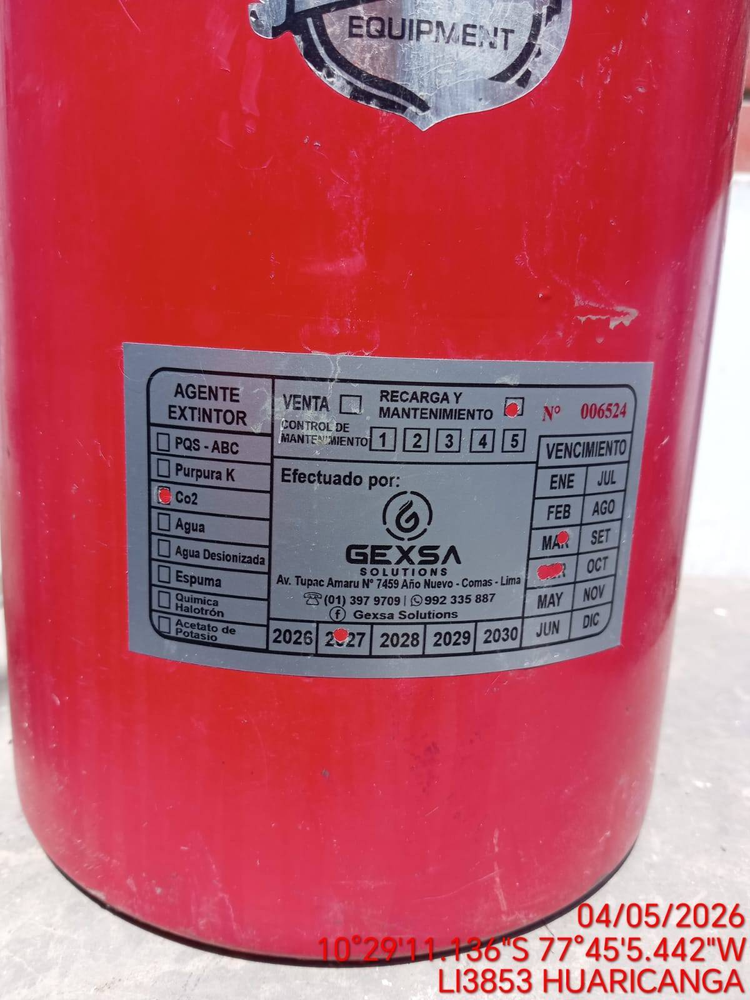 EQUIPMENT
AGENTE
EXTINTOR
PQS - ABC
Purpura K
Co2
Agua
Agua Desionizada
Espuma
Quimica
Halotrón
Acetato de
Potasio
VENTA
RECARGA Y
MANTENIMIENTO
CONTROL DE
MANTENIMIENTO 1 2 3 4 5
Nº 006524
Efectuado por:
GEXSA
SOLUTIONS
Av. Tupac Amaru Nº 7459 Año Nuevo - Comas - Lima
(01) 397 9709 | 992 335 887
Gexsa Solutions
2026 2027 2028 2029 2030
VENCIMIENTO
ENE JUL
FEB AGO
MAR SET
OCT
MAY NOV
JUN DIC
04/05/2026
10°29'11.136"S 77°45'5.442"W
LI3853 HUARICANGA